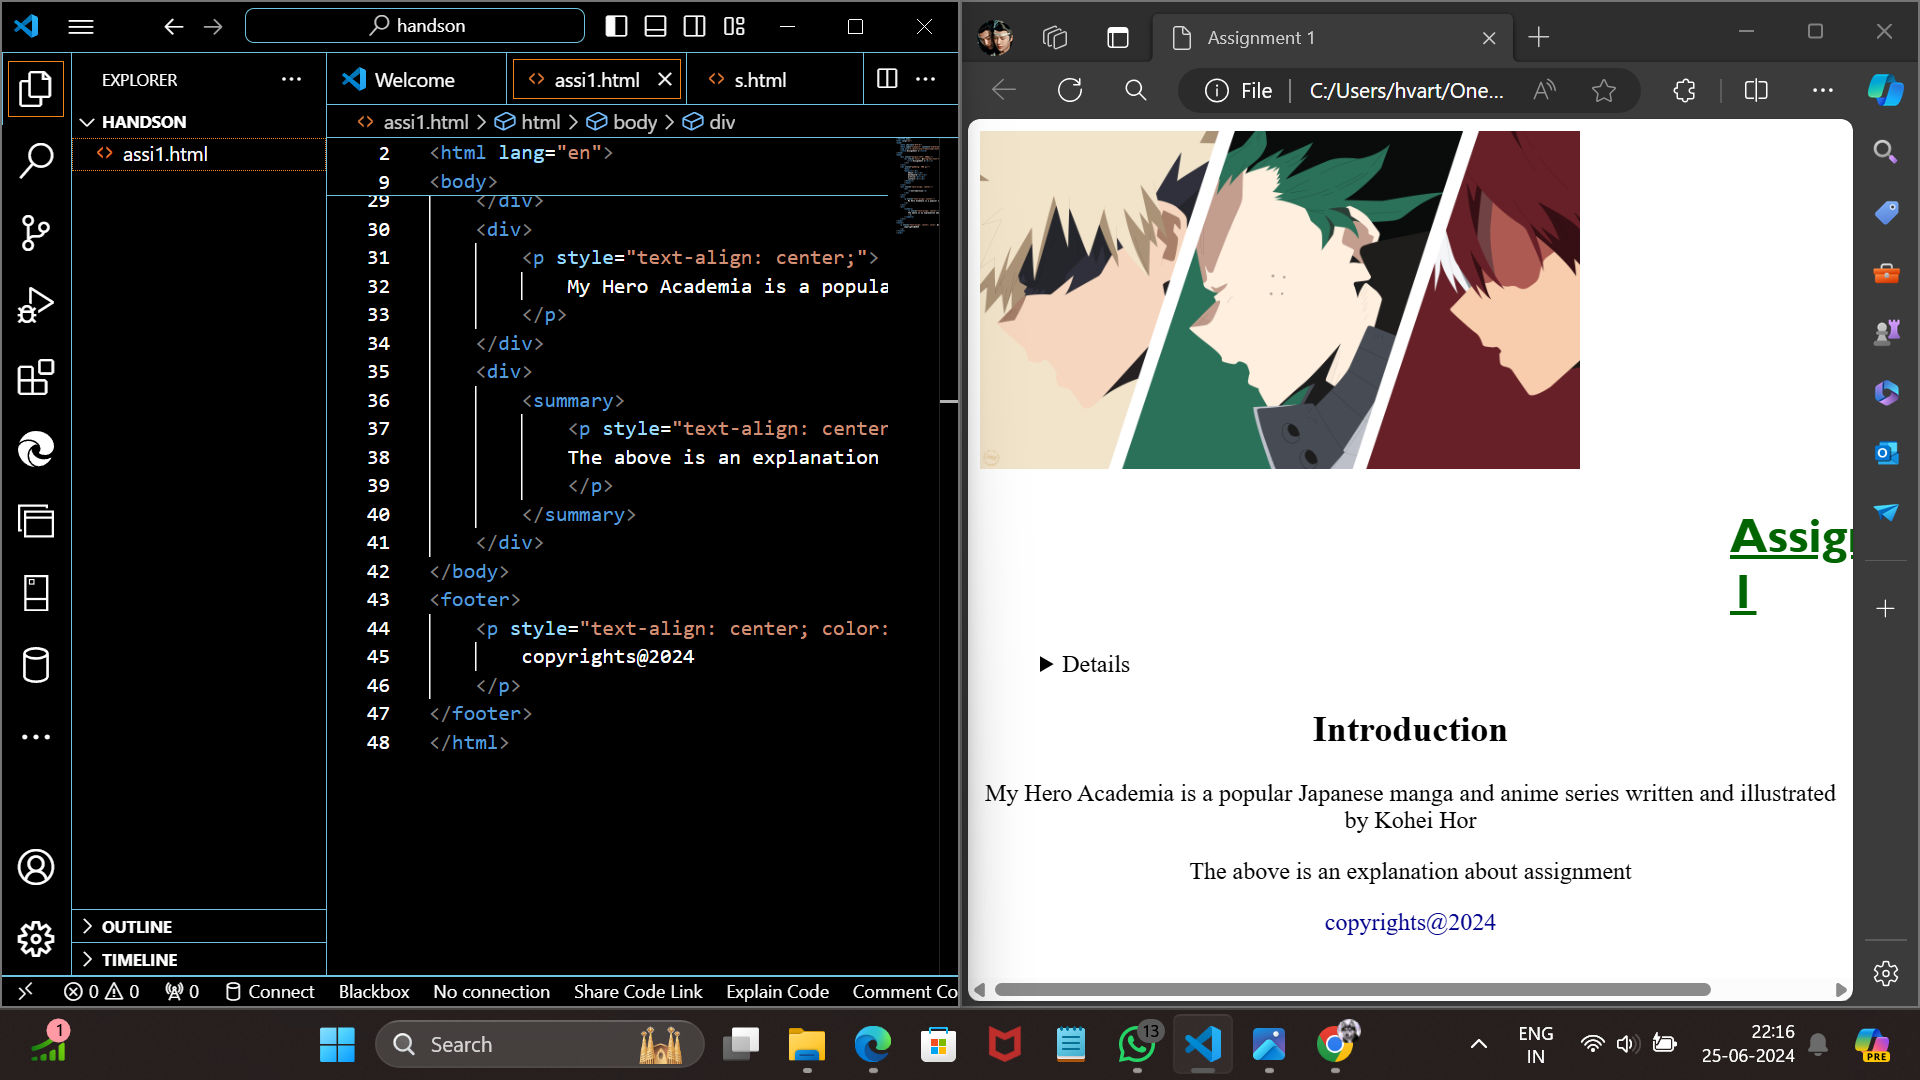 handson
EXPLORER
HANDSON
assi1.html
OUTLINE
TIMELINE
Welcome
assi1.html
s.html
assi1.html > html > body > div
2 <html lang="en">
9 <body>
29 </div>
30 <div>
31 <p style="text-align: center;">
32 My Hero Academia is a popula
33 </p>
34 </div>
35 <div>
36 <summary>
37 <p style="text-align: center
38 The above is an explanation
39 </p>
40 </summary>
41 </div>
42 </body>
43 <footer>
44 <p style="text-align: center; color:
45 copyrights@2024
46 </p>
47 </footer>
48 </html>
0 0 0 Connect Blackbox No connection Share Code Link Explain Code Comment Co
Assignment 1
File C:/Users/hvart/One...
Assign
1
Details
Introduction
My Hero Academia is a popular Japanese manga and anime series written and illustrated
by Kohei Hor
The above is an explanation about assignment
copyrights@2024
1
Search
13
ENG
IN
22:16
25-06-2024
PRE